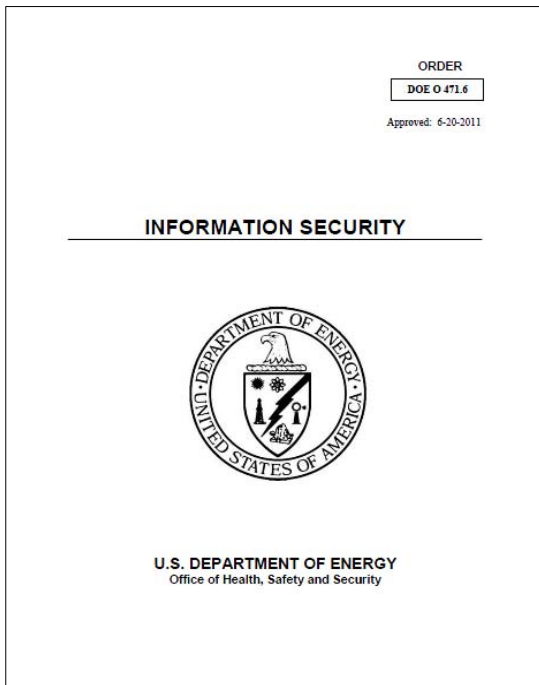 ORDER
DOE O 471.6
Approved: 6-20-2011
INFORMATION SECURITY
DEPARTMENT OF ENERGY
UNITED STATES OF AMERICA
U.S. DEPARTMENT OF ENERGY
Office of Health, Safety and Security